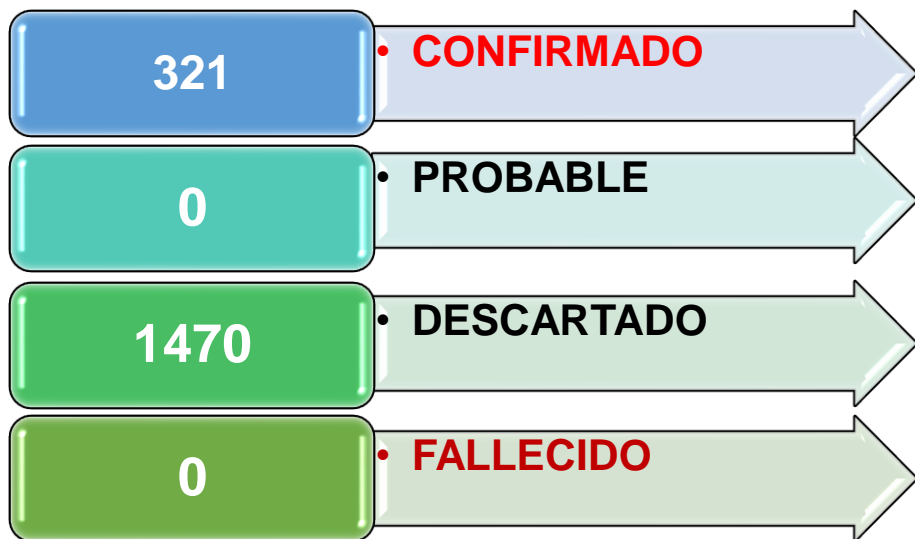 321
• CONFIRMADO
0
• PROBABLE
1470
• DESCARTADO
0
• FALLECIDO